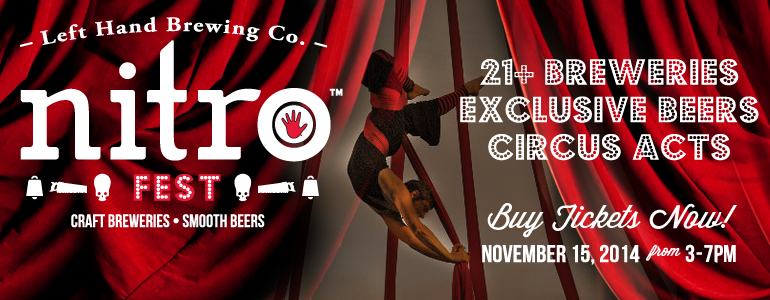 – Left Hand Brewing Co. –
nitro™
FEST
CRAFT BREWERIES • SMOOTH BEERS
21+ BREWERIES
EXCLUSIVE BEERS
CIRCUS ACTS
Buy Tickets Now!
NOVEMBER 15, 2014 from 3-7PM